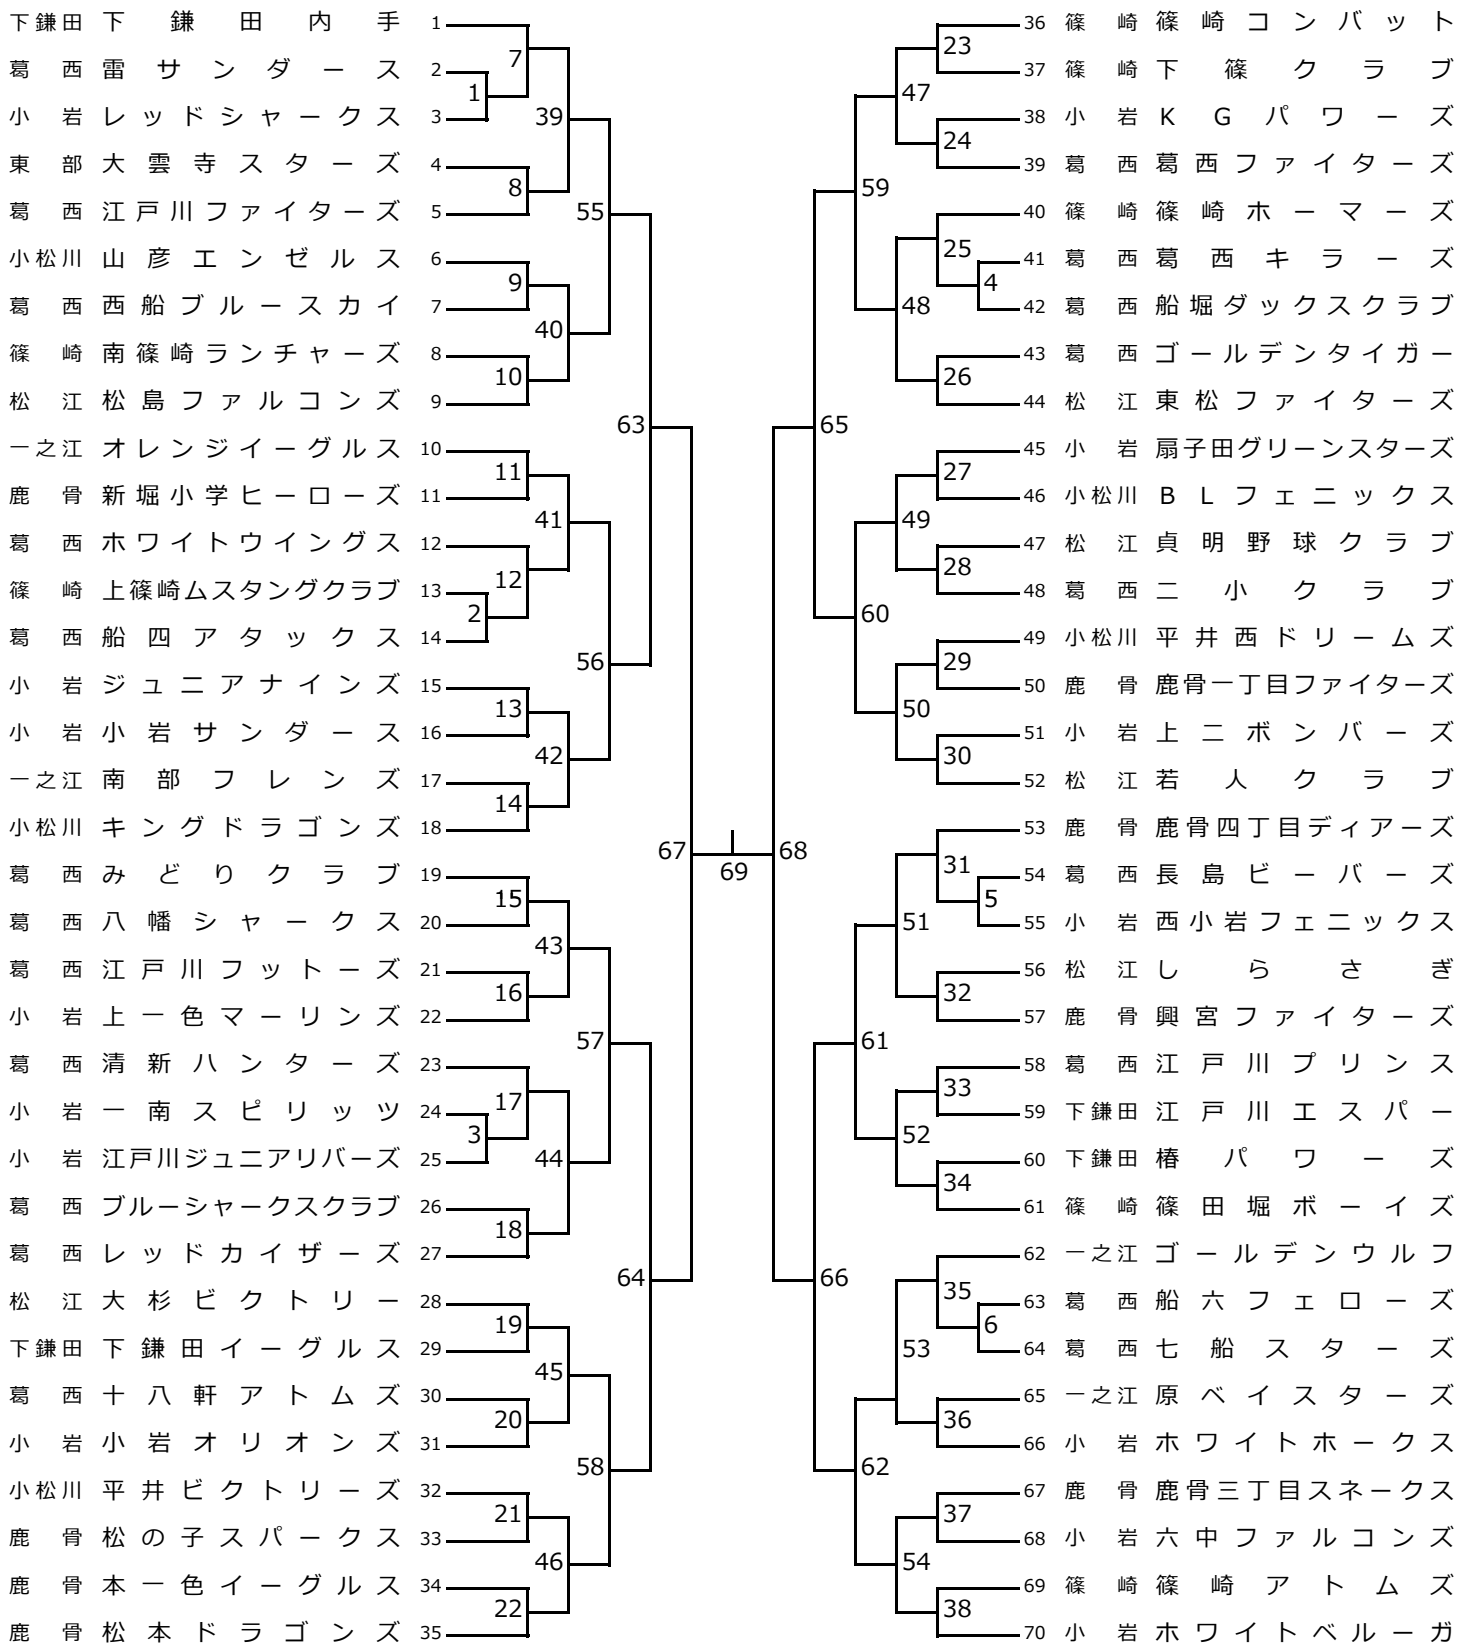 下鎌田 下鎌田内手 1
葛西 雷サンダース 2
小岩 レッドシャークス 3
東部 大雲寺スターズ 4
葛西 江戸川ファイターズ 5
小松川 山彦エンゼルス 6
葛西 西船ブルースカイ 7
篠崎 南篠崎ランチャーズ 8
松江 松島ファルコンズ 9
一之江 オレンジイーグルス 10
鹿骨 新堀小学ヒーローズ 11
葛西 ホワイトウイングス 12
篠崎 上篠崎ムスタングクラブ 13
葛西 船四アタックス 14
小岩 ジュニアナインズ 15
小岩 小岩サンダース 16
一之江 南部フレンズ 17
小松川 キングドラゴンズ 18
葛西 みどりクラブ 19
葛西 八幡シャークス 20
葛西 江戸川フットーズ 21
小岩 上一色マーリンズ 22
葛西 清新ハンターズ 23
小岩 一南スピリッツ 24
小岩 江戸川ジュニアリバーズ 25
葛西 ブルーシャークスクラブ 26
葛西 レッドカイザーズ 27
松江 大杉ビクトリー 28
下鎌田 下鎌田イーグルス 29
葛西 十八軒アトムズ 30
小岩 小岩オリオンズ 31
小松川 平井ビクトリーズ 32
鹿骨 松の子スパークス 33
鹿骨 本一色イーグルス 34
鹿骨 松本ドラゴンズ 35
1
2
3
7
8
9
10
11
12
13
14
15
16
17
18
19
20
21
22
39
40
41
42
43
44
45
46
55
56
57
58
63
64
67
69
68
65
66
59
60
61
62
47
48
49
50
51
52
53
54
23
24
25
26
27
28
29
30
31
32
33
34
35
36
37
38
4
5
6
36 篠崎 篠崎コンバット
37 篠崎 下篠クラブ
38 小岩 KGパワーズ
39 葛西 葛西ファイターズ
40 篠崎 篠崎ホーマーズ
41 葛西 葛西キラーズ
42 葛西 船堀ダックスクラブ
43 葛西 ゴールデンタイガー
44 松江 東松ファイターズ
45 小岩 扇子田グリーンスターズ
46 小松川 BLフェニックス
47 松江 貞明野球クラブ
48 葛西 二小クラブ
49 小松川 平井西ドリームズ
50 鹿骨 鹿骨一丁目ファイターズ
51 小岩 上二ボンバーズ
52 松江 若人クラブ
53 鹿骨 鹿骨四丁目ディアーズ
54 葛西 長島ビーバーズ
55 小岩 西小岩フェニックス
56 松江 しらさぎ
57 鹿骨 興宮ファイターズ
58 葛西 江戸川プリンス
59 下鎌田 江戸川エスパー
60 下鎌田 椿パワーズ
61 篠崎 篠田堀ボーイズ
62 一之江 ゴールデンウルフ
63 葛西 船六フェローズ
64 葛西 七船スターズ
65 一之江 原ベイスターズ
66 小岩 ホワイトホークス
67 鹿骨 鹿骨三丁目スネークス
68 小岩 六中ファルコンズ
69 篠崎 篠崎アトムズ
70 小岩 ホワイトベルーガ